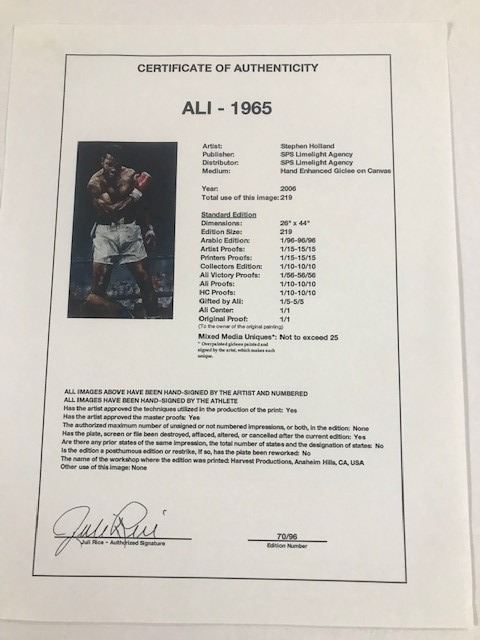 CERTIFICATE OF AUTHENTICITY
ALI - 1965
Artist: Stephen Holland
Publisher: SPS Limelight Agency
Distributor: SPS Limelight Agency
Medium: Hand Enhanced Giclee on Canvas
Year: 2006
Total use of this image: 219
Standard Edition
Dimensions: 26" x 44"
Edition Size: 219
Arabic Edition: 1/96-96/96
Artist Proofs: 1/15-15/15
Printers Proofs: 1/15-15/15
Collectors Edition: 1/10-10/10
Ali Victory Proofs: 1/56-56/56
Ali Proofs: 1/10-10/10
HC Proofs: 1/10-10/10
Gifted by Ali: 1/5-5/5
Ali Center: 1/1
Original Proof: 1/1
(To the owner of the original painting)
Mixed Media Uniques*: Not to exceed 25
* Overpainted giclees painted and
signed by the artist, which makes each
unique.
ALL IMAGES ABOVE HAVE BEEN HAND-SIGNED BY THE ARTIST AND NUMBERED
ALL IMAGES HAVE BEEN HAND-SIGNED BY THE ATHLETE
Has the artist approved the techniques utilized in the production of the print: Yes
Has the artist approved the master proofs: Yes
The authorized maximum number of unsigned or not numbered impressions, or both, in the edition: None
Has the plate, screen or file been destroyed, affaced, altered, or cancelled after the current edition: Yes
Are there any prior states of the same impression, the total number of states and the designation of states: No
Is the edition a posthumous edition or restrike, if so, has the plate been reworked: No
The name of the workshop where the edition was printed: Harvest Productions, Anaheim Hills, CA, USA
Other use of this image: None
Juli Rice
Juli Rice - Authorized Signature
70/96
Edition Number